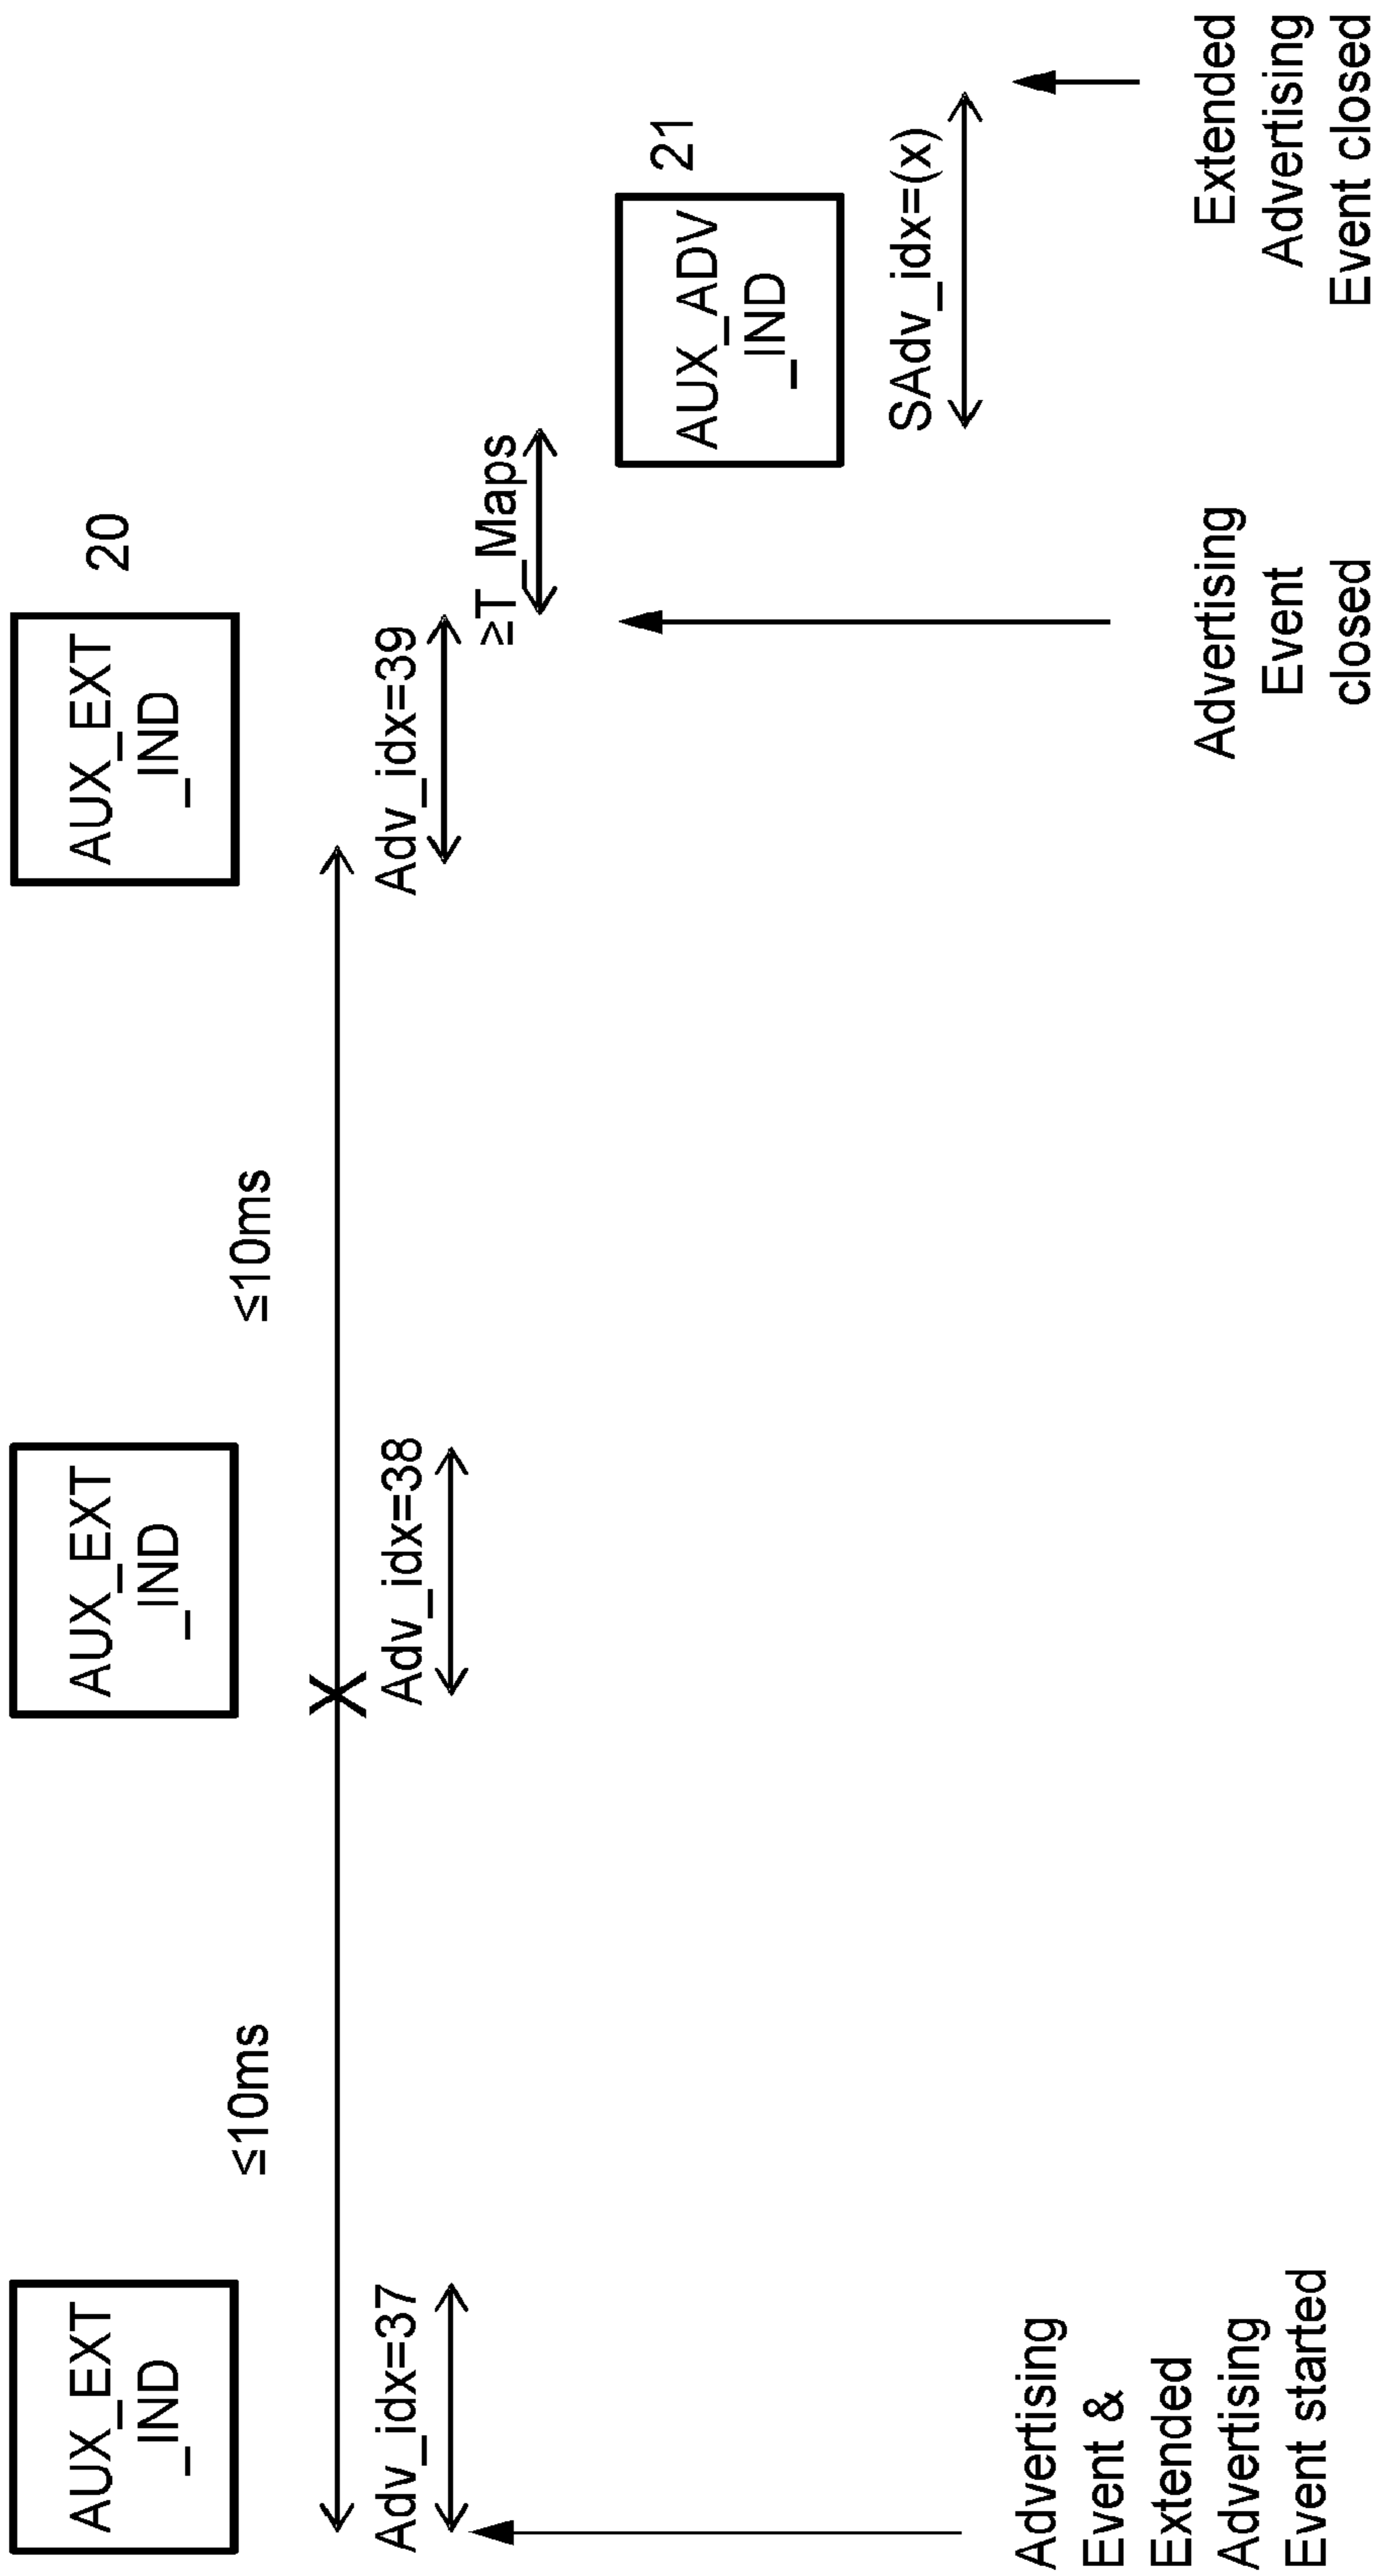 AUX_EXT
_IND
AUX_EXT
_IND
AUX_EXT
_IND
20
≤10ms
≤10ms
Adv_idx=37
Adv_idx=38
Adv_idx=39
≥T_Maps
AUX_ADV
_IND
21
SAdv_idx=(x)
Advertising
Event &
Extended
Advertising
Event started
Advertising
Event
closed
Extended
Advertising
Event closed